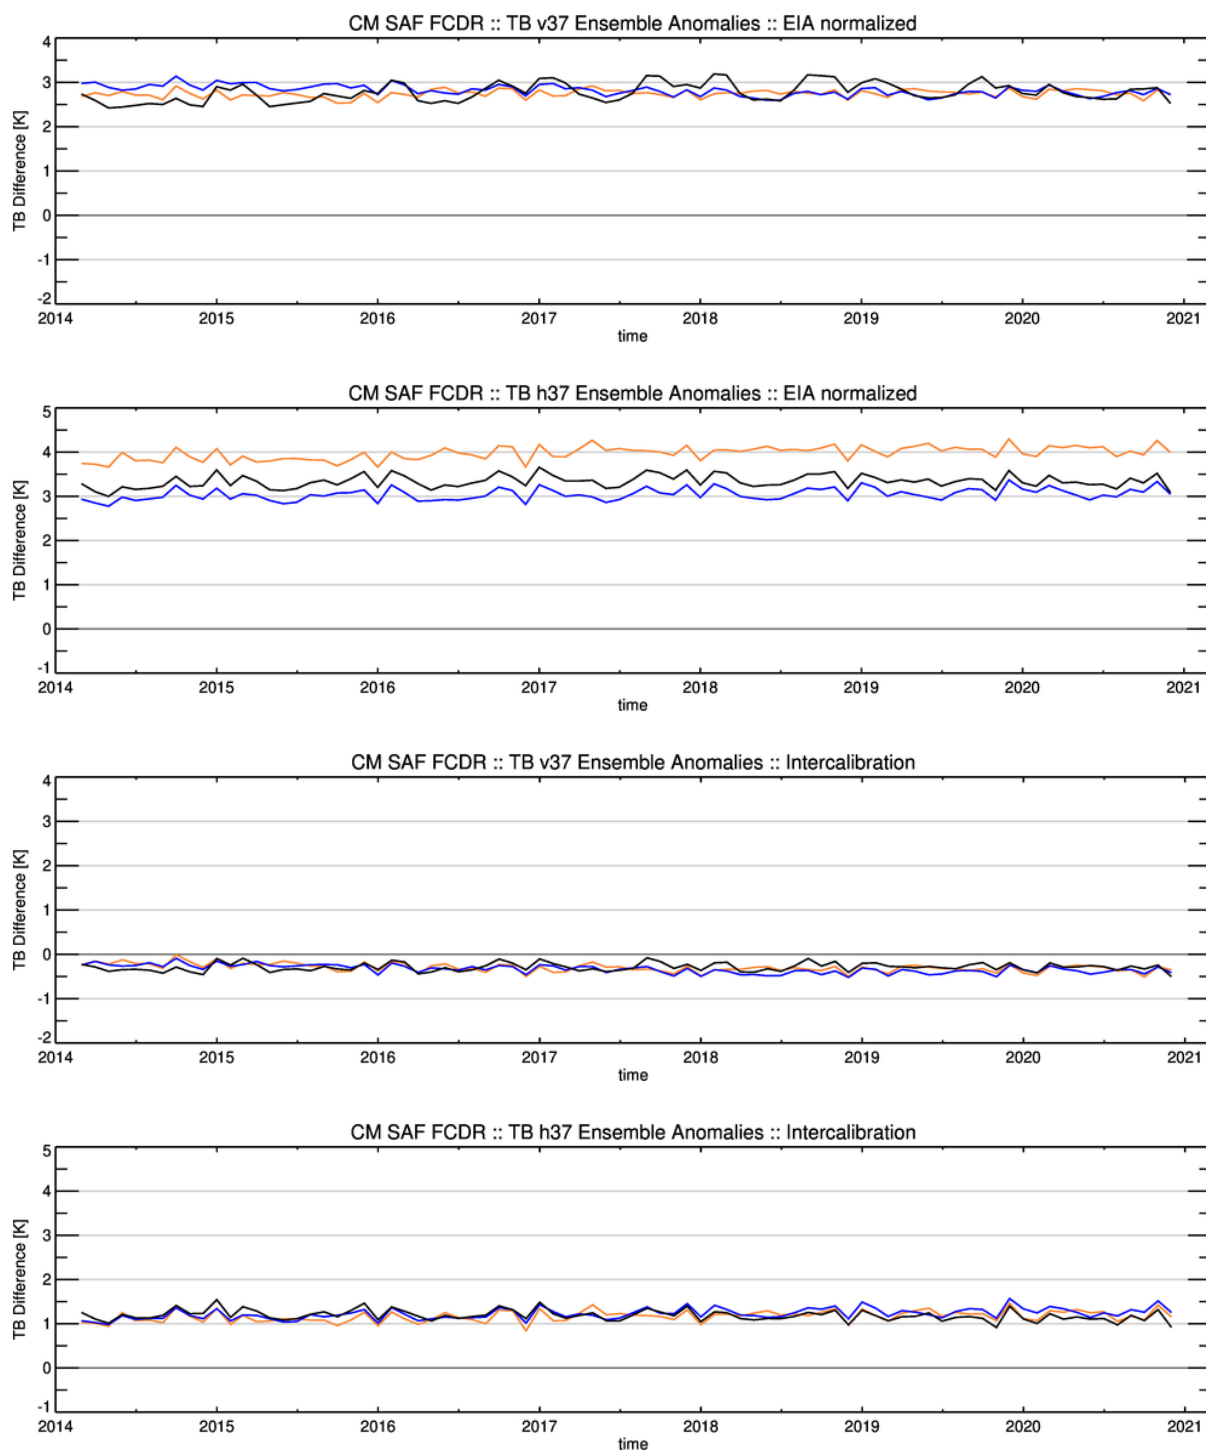 CM SAF FCDR :: TB v37 Ensemble Anomalies :: EIA normalized
4
3
2
1
0
-1
-2
TB Difference [K]
2014 2015 2016 2017 2018 2019 2020 2021
time
CM SAF FCDR :: TB h37 Ensemble Anomalies :: EIA normalized
5
4
3
2
1
0
-1
TB Difference [K]
2014 2015 2016 2017 2018 2019 2020 2021
time
CM SAF FCDR :: TB v37 Ensemble Anomalies :: Intercalibration
4
3
2
1
0
-1
-2
TB Difference [K]
2014 2015 2016 2017 2018 2019 2020 2021
time
CM SAF FCDR :: TB h37 Ensemble Anomalies :: Intercalibration
5
4
3
2
1
0
-1
TB Difference [K]
2014 2015 2016 2017 2018 2019 2020 2021
time